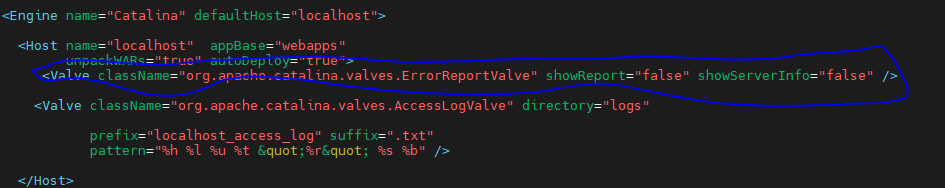 <Engine name="Catalina" defaultHost="localhost">
<Host name="localhost" appBase="webapps"
unpackWARs="true" autoDeploy="true">
<Valve className="org.apache.catalina.valves.ErrorReportValve" showReport="false" showServerInfo="false" />
<Valve className="org.apache.catalina.valves.AccessLogValve" directory="logs"
prefix="localhost_access_log" suffix=".txt"
pattern="%h %l %u %t &quot;%r&quot; %s %b" />
</Host>